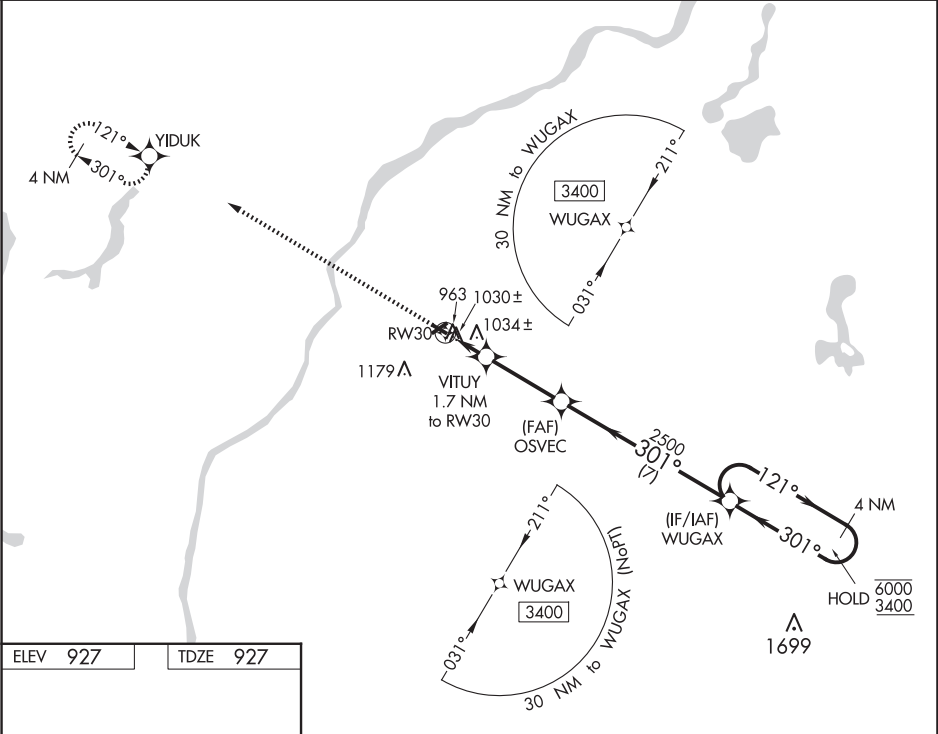 YIDUK
121°
301°
4 NM
30 NM to WUGAX
3400
WUGAX
211°
031°
963
1030±
1034±
RW30
1179
VITUY
1.7 NM
to RW30
(FAF)
OSVEC
2500
301°
(7)
121°
4 NM
(IF/IAF)
WUGAX
301°
HOLD
6000
3400
1699
211°
WUGAX
3400
031°
30 NM to WUGAX (NoPT)
ELEV 927
TDZE 927